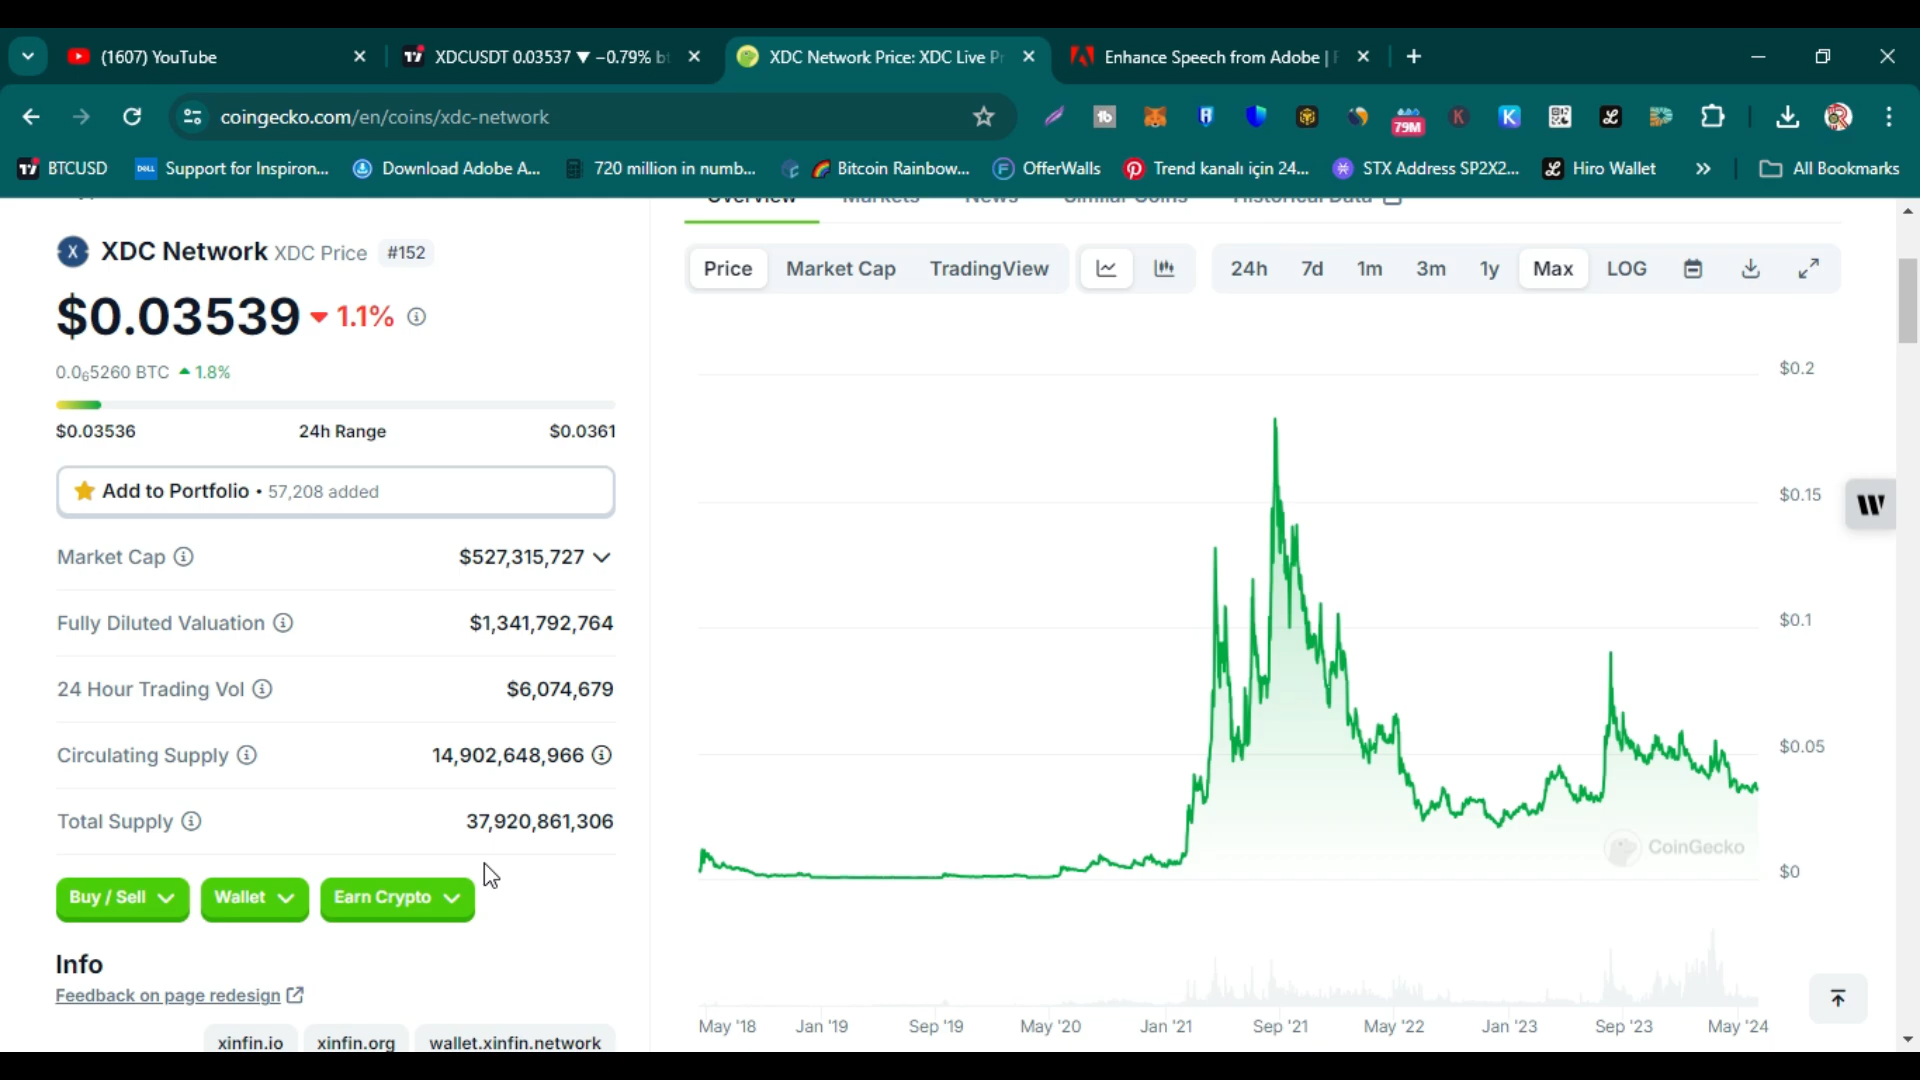 (1607) YouTube
XDCUSDT 0.03537 ▼ −0.79%
XDC Network Price: XDC Live
Enhance Speech from Adobe |
coingecko.com/en/coins/xdc-network
79M
BTCUSD
Support for Inspiron...
Download Adobe A...
720 million in numb...
Bitcoin Rainbow...
OfferWalls
Trend kanalı için 24...
STX Address SP2X2...
Hiro Wallet
»
All Bookmarks
Overview
Markets
News
Similar Coins
Historical Data
XDC Network XDC Price #152
$0.03539 ▼ 1.1%
0.0₆5260 BTC ▲ 1.8%
$0.03536 24h Range $0.0361
Add to Portfolio • 57,208 added
Market Cap $527,315,727
Fully Diluted Valuation $1,341,792,764
24 Hour Trading Vol $6,074,679
Circulating Supply 14,902,648,966
Total Supply 37,920,861,306
Buy / Sell
Wallet
Earn Crypto
Info
Feedback on page redesign
xinfin.io xinfin.org wallet.xinfin.network
Price Market Cap TradingView
24h 7d 1m 3m 1y Max LOG
$0.2
$0.15
$0.1
$0.05
$0
CoinGecko
May '18 Jan '19 Sep '19 May '20 Jan '21 Sep '21 May '22 Jan '23 Sep '23 May '24